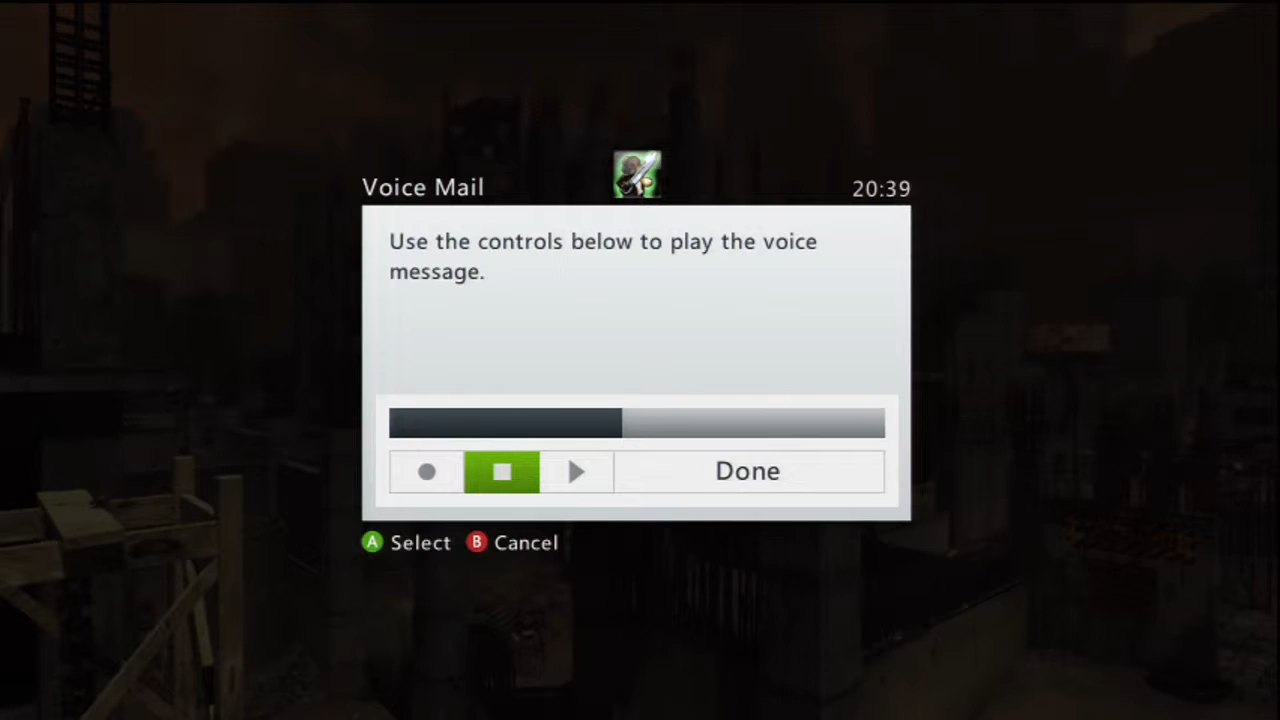 Voice Mail
20:39
Use the controls below to play the voice
message.
Done
A Select B Cancel